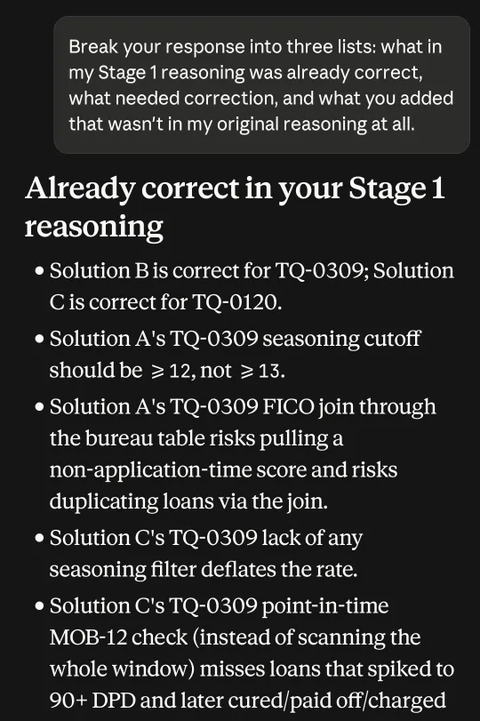 Break your response into three lists: what in
my Stage 1 reasoning was already correct,
what needed correction, and what you added
that wasn't in my original reasoning at all.
Already correct in your Stage 1
reasoning
• Solution B is correct for TQ-0309; Solution
C is correct for TQ-0120.
• Solution A's TQ-0309 seasoning cutoff
should be ≥12, not ≥13.
• Solution A's TQ-0309 FICO join through
the bureau table risks pulling a
non-application-time score and risks
duplicating loans via the join.
• Solution C's TQ-0309 lack of any
seasoning filter deflates the rate.
• Solution C's TQ-0309 point-in-time
MOB-12 check (instead of scanning the
whole window) misses loans that spiked to
90+ DPD and later cured/paid off/charged